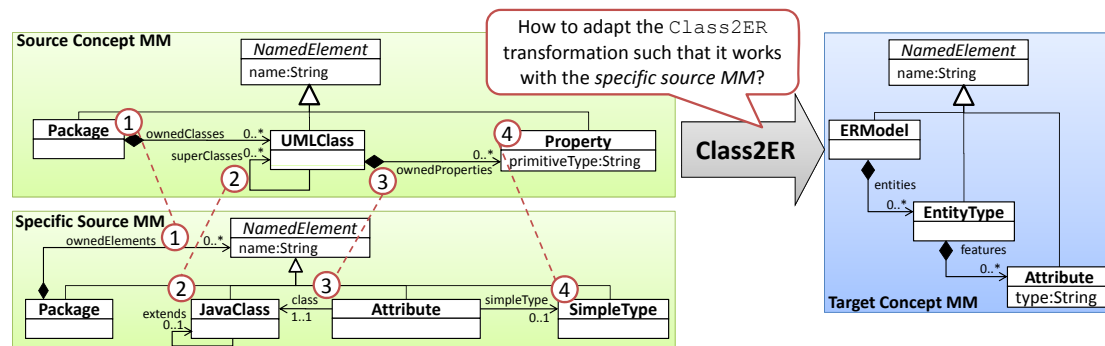 Source Concept MM
NamedElement
name:String
How to adapt the Class2ER
transformation such that it works
with the specific source MM?
Package
1
ownedClasses
0..*
UMLClass
superClasses
0..*
2
3
4
Property
primitiveType:String
0..*
ownedProperties
Class2ER
Specific Source MM
ownedElements
1
0..*
NamedElement
name:String
2
3
4
Package
extends
0..1
JavaClass
class
1..1
Attribute
simpleType
0..1
SimpleType
NamedElement
name:String
ERModel
entities
0..*
EntityType
features
0..*
Attribute
type:String
Target Concept MM